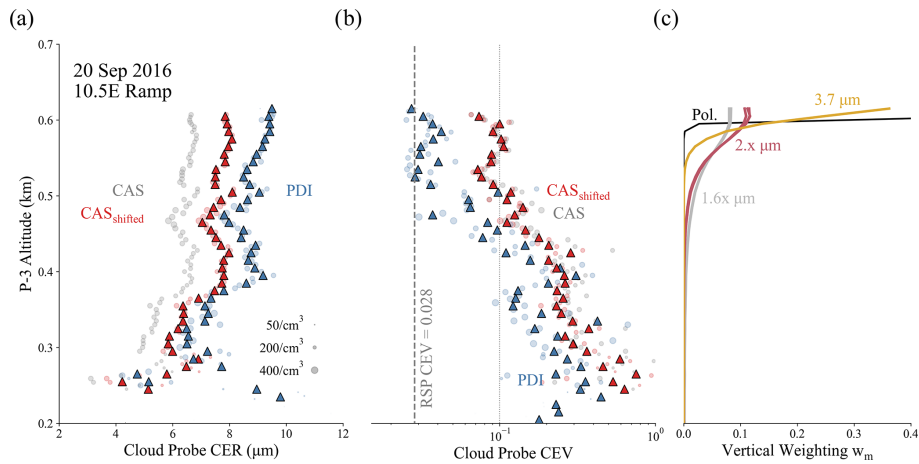 (a)
(b)
(c)
20 Sep 2016
10.5E Ramp
P-3 Altitude (km)
0.7
0.6
0.5
0.4
0.3
0.2
CAS
CASshifted
PDI
50/cm³
200/cm³
400/cm³
2
4
6
8
10
12
Cloud Probe CER (μm)
RSP CEV = 0.028
CASshifted
CAS
PDI
10⁻¹
10⁰
Cloud Probe CEV
Pol.
3.7 μm
2.x μm
1.6x μm
0.0
0.1
0.2
0.3
0.4
Vertical Weighting wm